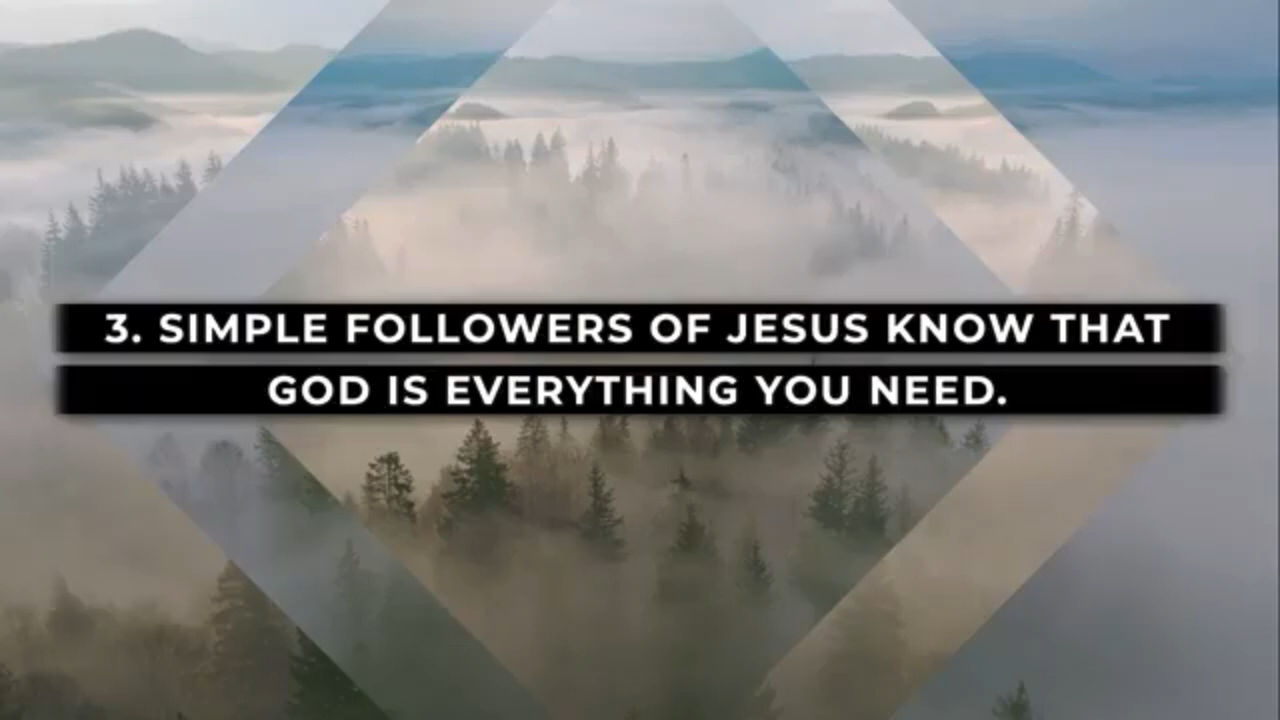 3. SIMPLE FOLLOWERS OF JESUS KNOW THAT
GOD IS EVERYTHING YOU NEED.